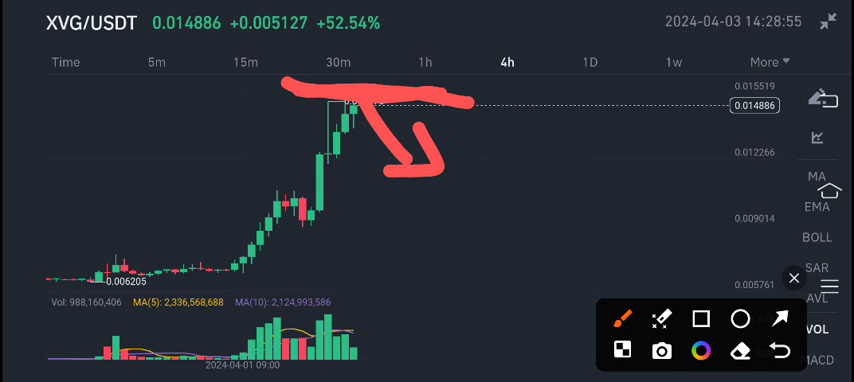 XVG/USDT 0.014886 +0.005127 +52.54% 2024-04-03 14:28:55
Time 5m 15m 30m 1h 4h 1D 1w More
0.015519
0.014886
0.012266
MA
EMA
0.009014
BOLL
SAR
0.006205
0.005761
AVL
Vol: 988,160,406 MA(5): 2,336,568,688 MA(10): 2,124,993,586
VOL
MACD
2024-04-01 09:00